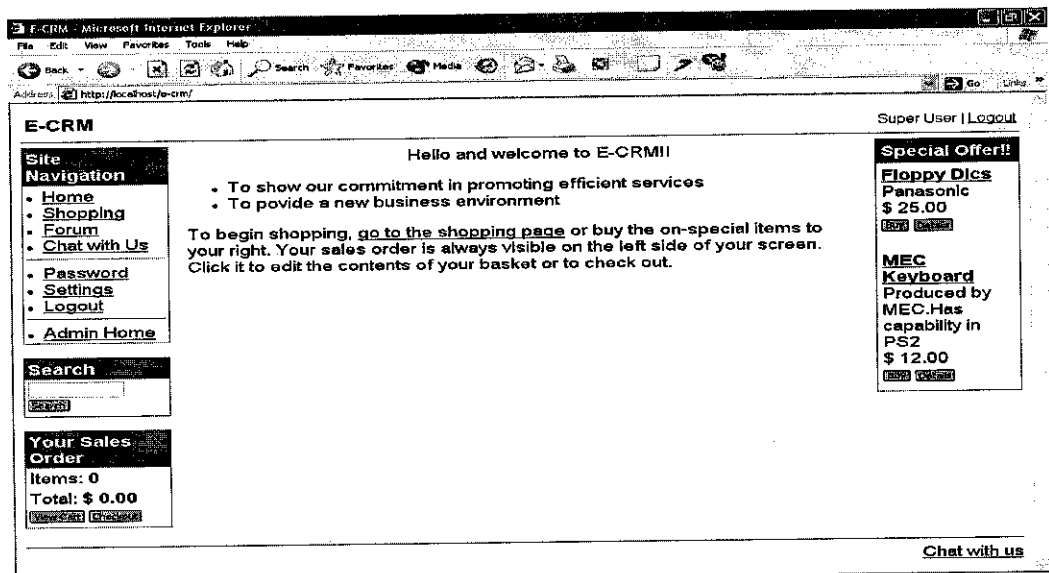 E-CRM - Microsoft Internet Explorer
File Edit View Favorites Tools Help
Back Search Favorites Media
Address http://localhost/e-crm/ Go Links »
E-CRM
Super User | Logout
Site
Navigation
• Home
• Shopping
• Forum
• Chat with Us
• Password
• Settings
• Logout
• Admin Home
Search
Search
Your Sales
Order
Items: 0
Total: $ 0.00
View Cart Checkout
Hello and welcome to E-CRM!!
• To show our commitment in promoting efficient services
• To povide a new business environment
To begin shopping, go to the shopping page or buy the on-special items to
your right. Your sales order is always visible on the left side of your screen.
Click it to edit the contents of your basket or to check out.
Special Offer!!
Floppy Dics
Panasonic
$ 25.00
MEC
Keyboard
Produced by
MEC.Has
capability in
PS2
$ 12.00
Chat with us